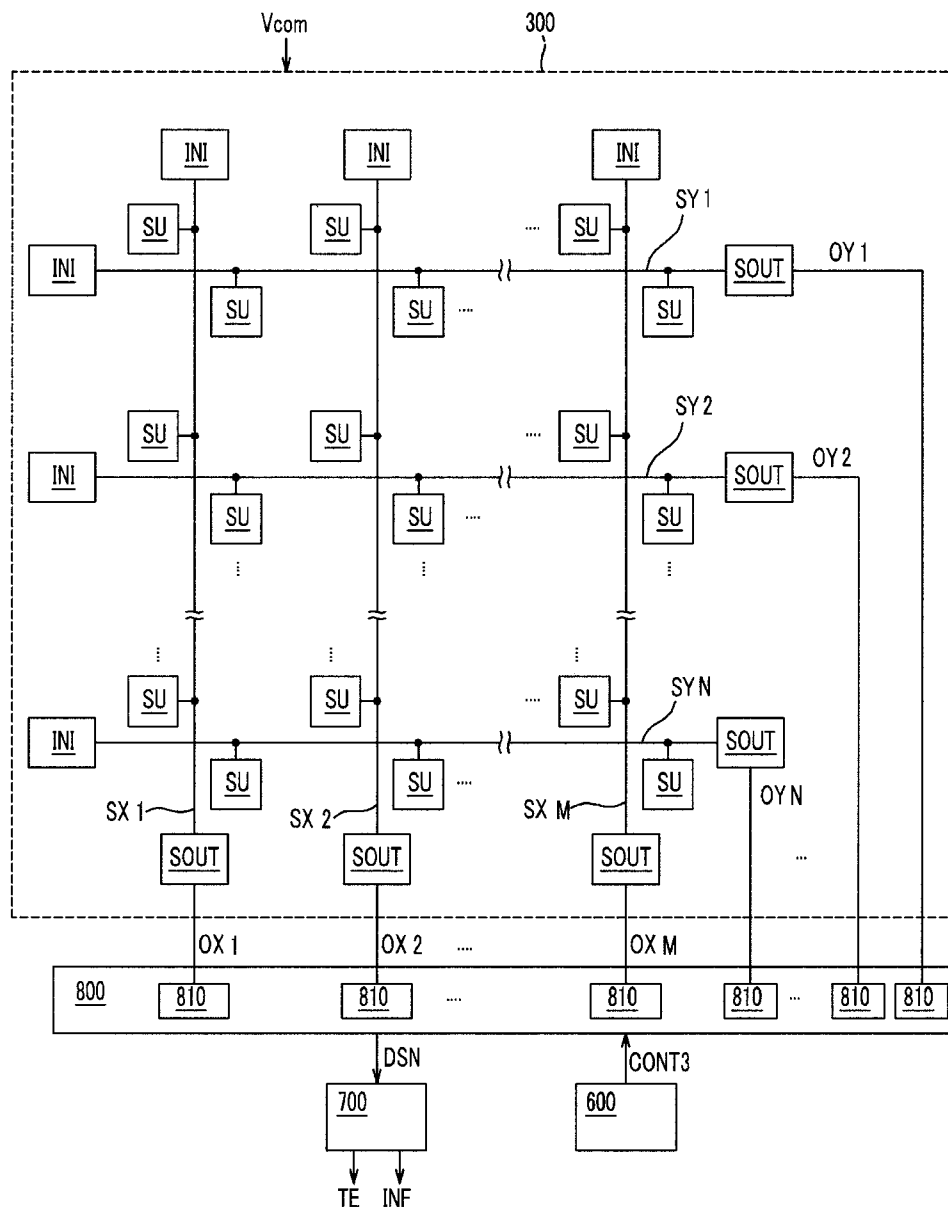 Vcom 300
INI INI INI
SU SU .... SU SY1
INI SOUT OY1
SU SU .... SU
SU SU .... SU SY2
INI SOUT OY2
SU SU .... SU
.... .... ....
.... .... ....
SU SU .... SU SYN
INI SOUT
SU SU .... SU OYN
SX1 SX2 SXM
SOUT SOUT SOUT ...
OX1 OX2 .... OXM
800 810 810 .... 810 810 ... 810 810
DSN CONT3
700 600
TE INF